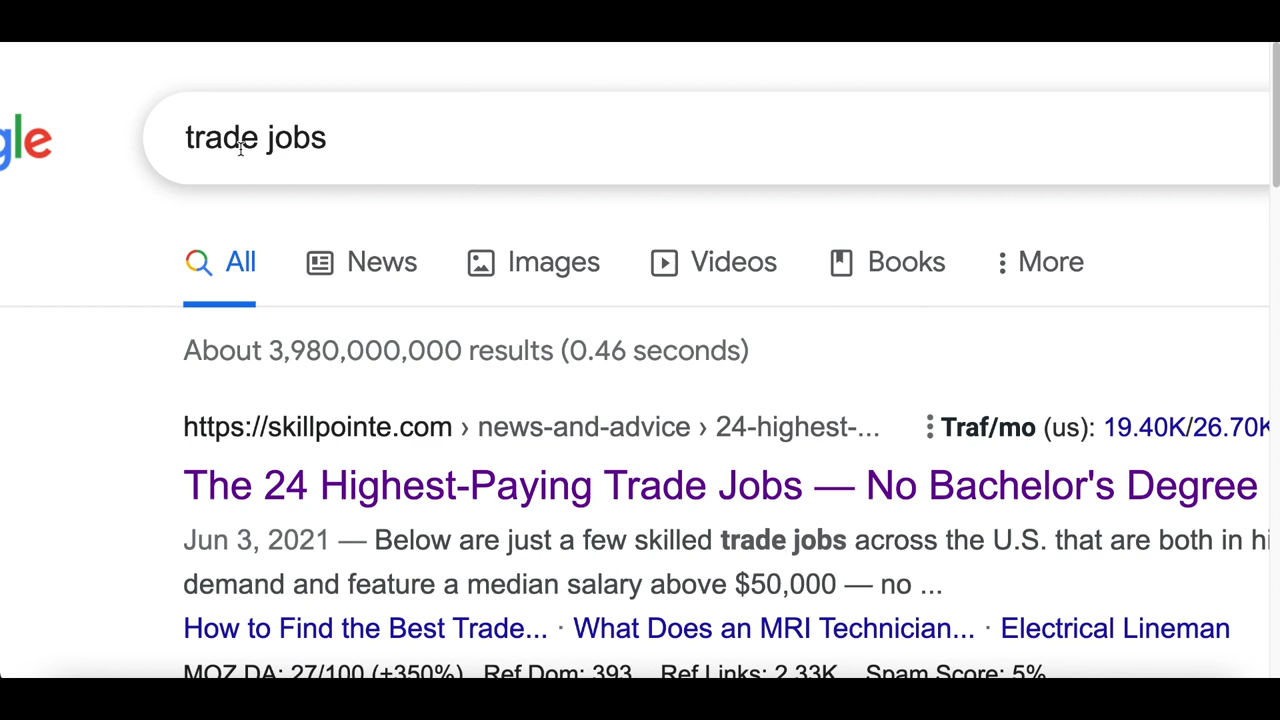 gle
trade jobs
All News Images Videos Books More
About 3,980,000,000 results (0.46 seconds)
https://skillpointe.com › news-and-advice › 24-highest-... Traf/mo (us): 19.40K/26.70K
The 24 Highest-Paying Trade Jobs — No Bachelor's Degree
Jun 3, 2021 — Below are just a few skilled trade jobs across the U.S. that are both in hi
demand and feature a median salary above $50,000 — no ...
How to Find the Best Trade... · What Does an MRI Technician... · Electrical Lineman
MOZ DA: 27/100 (+350%) Ref Dom: 393 Ref Links: 2.33K Spam Score: 5%